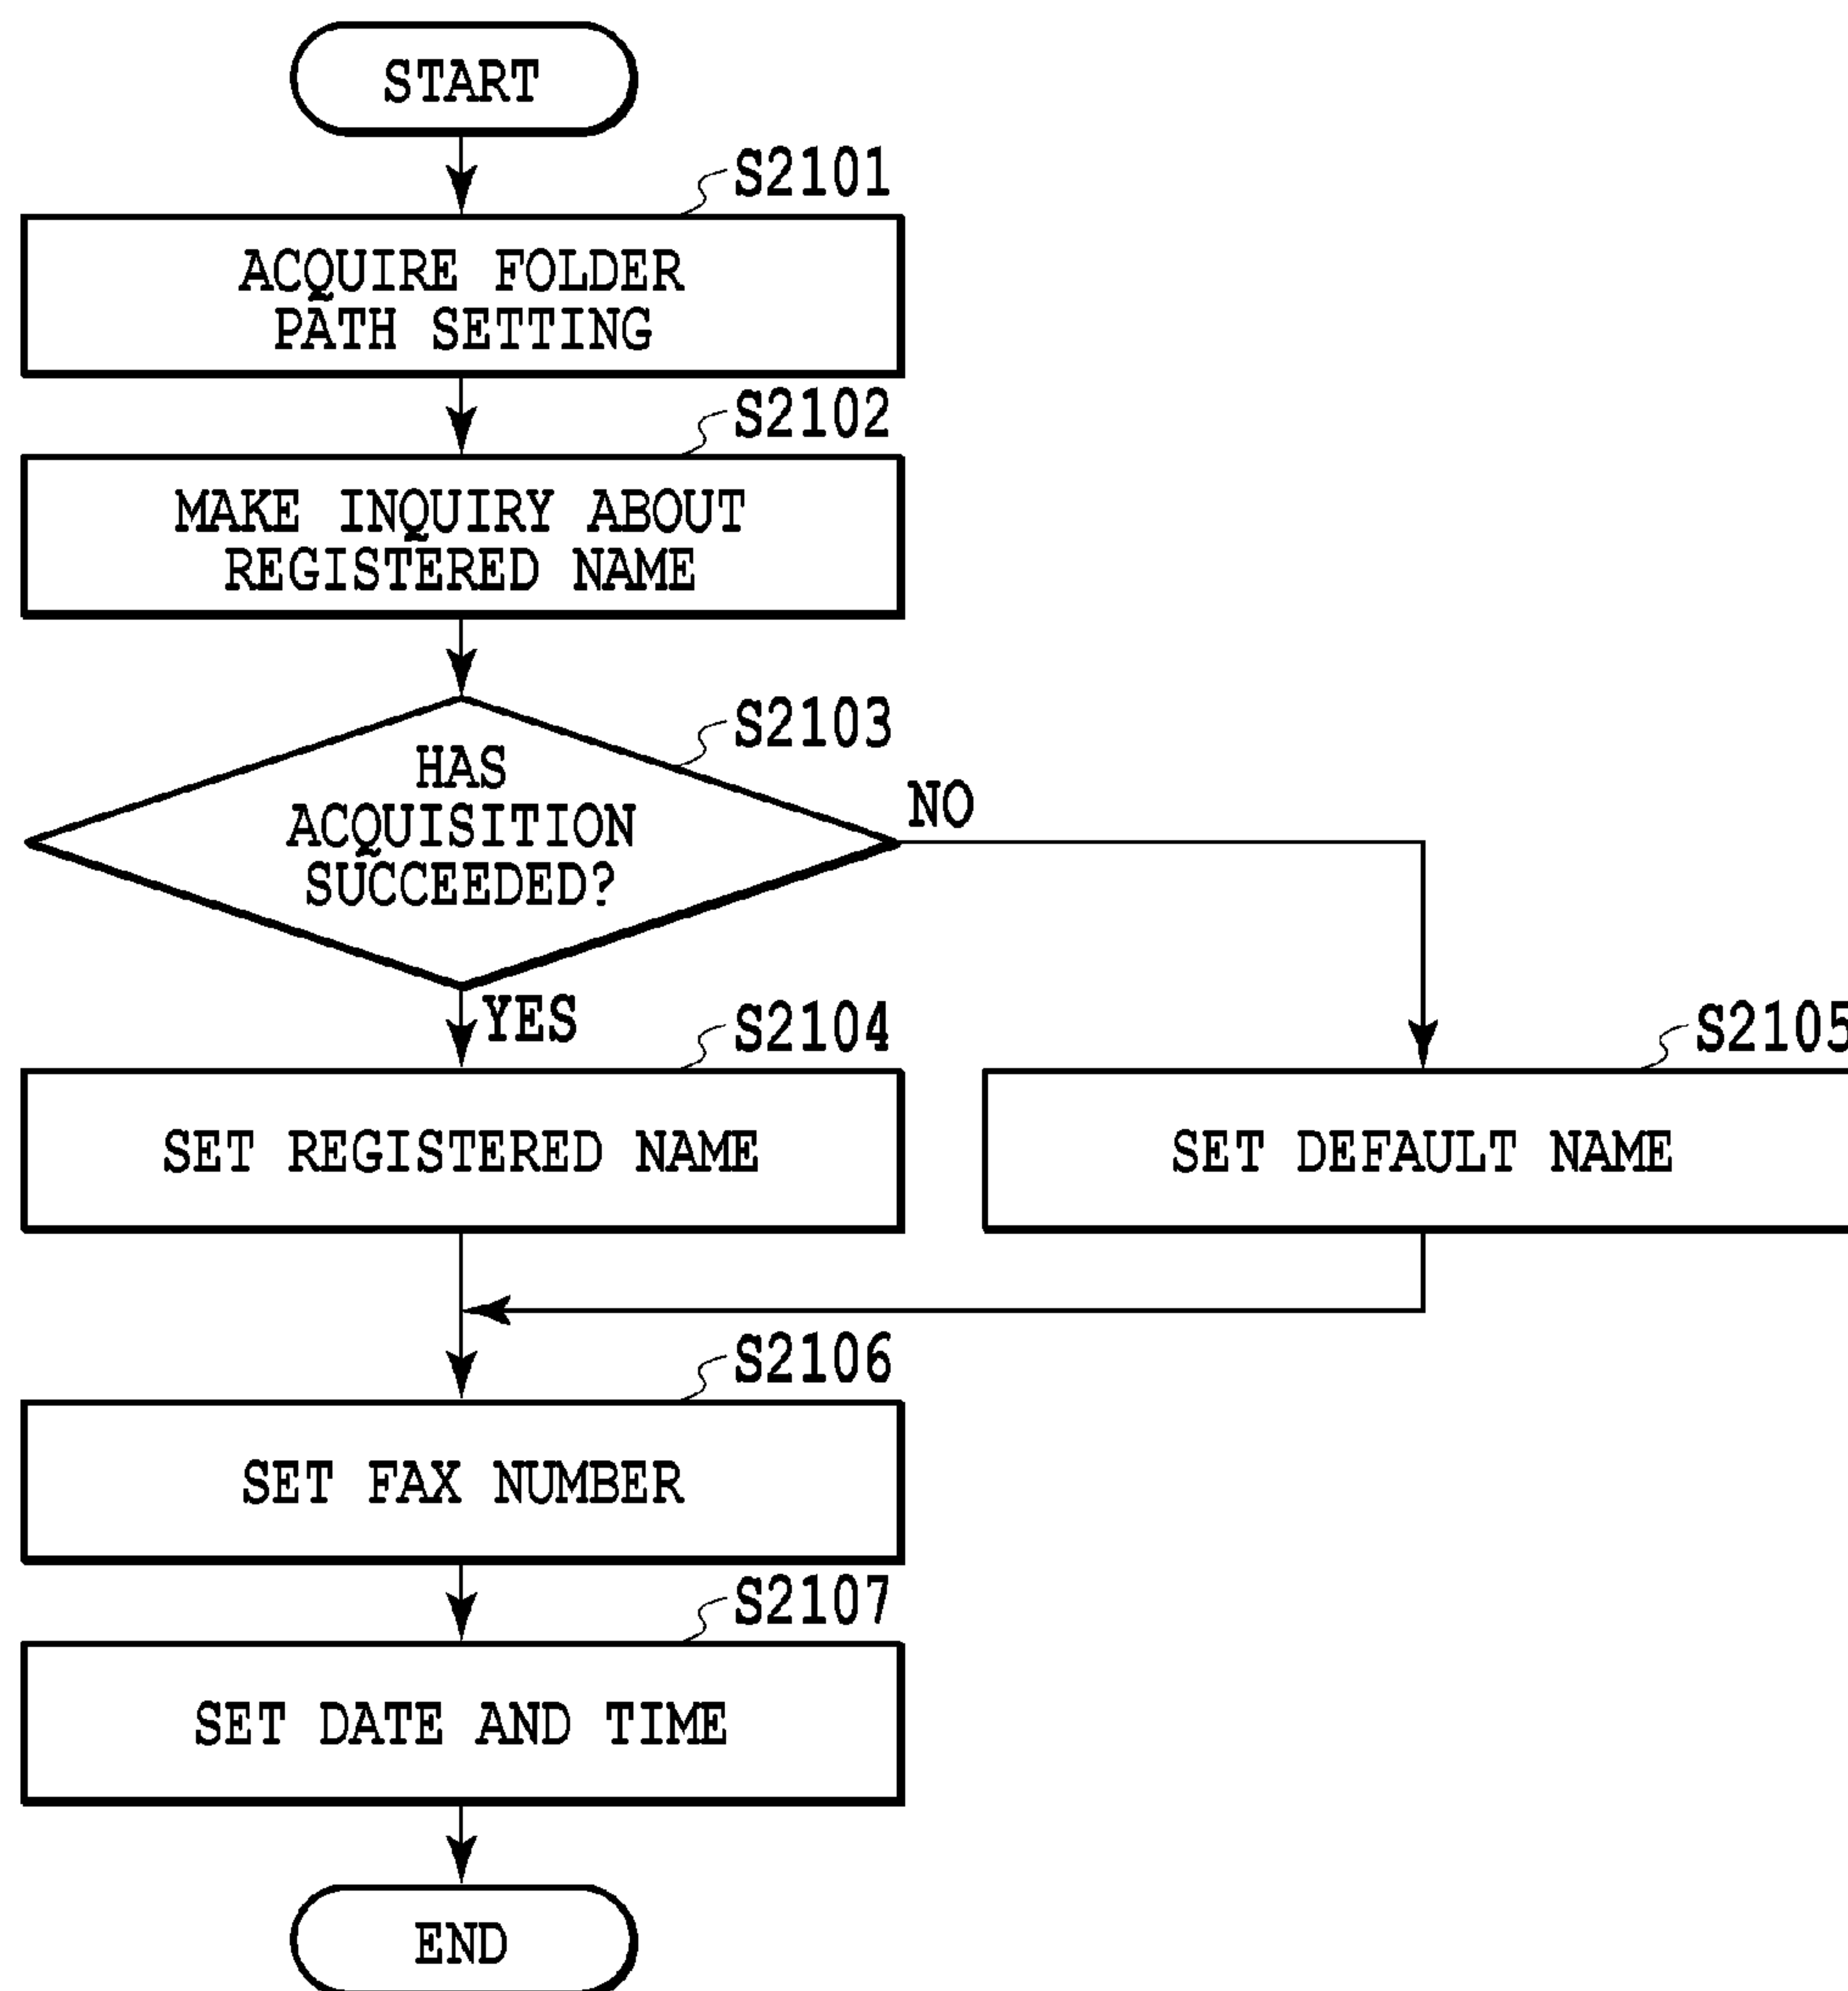 START
S2101
ACQUIRE FOLDER
PATH SETTING
S2102
MAKE INQUIRY ABOUT
REGISTERED NAME
S2103
HAS
ACQUISITION
SUCCEEDED?
NO
YES
S2104
SET REGISTERED NAME
S2105
SET DEFAULT NAME
S2106
SET FAX NUMBER
S2107
SET DATE AND TIME
END